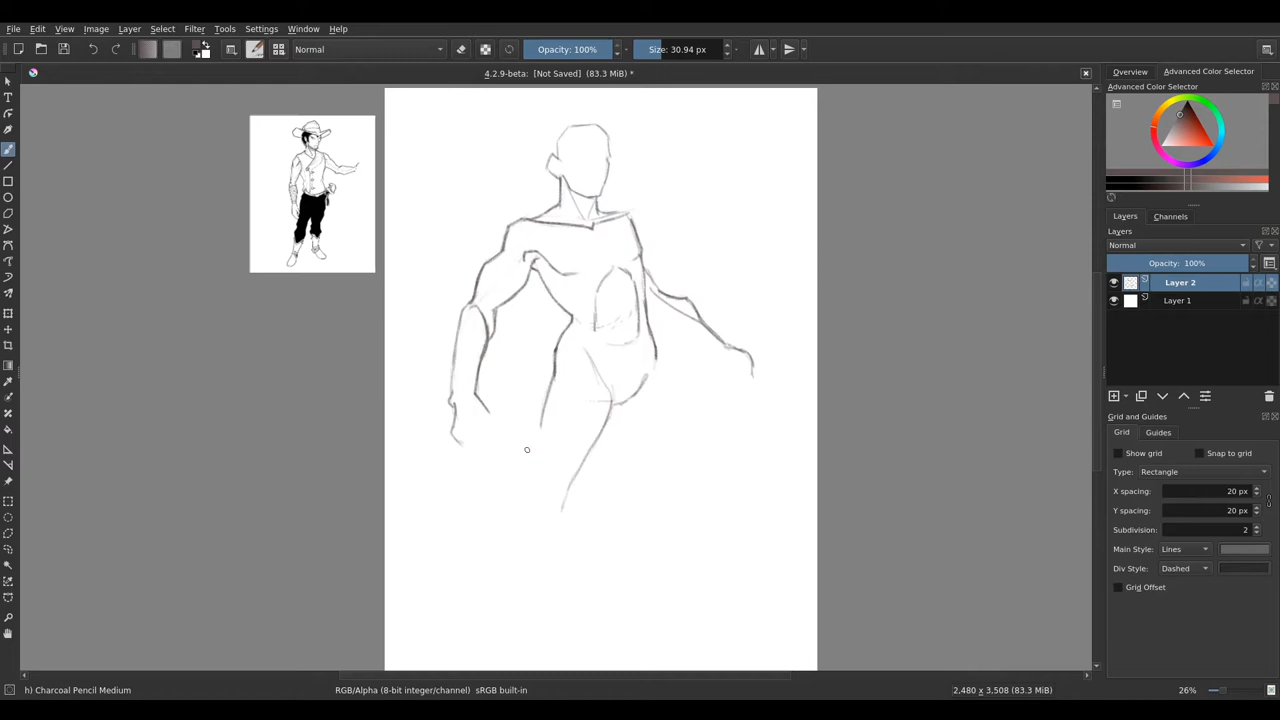 File Edit View Image Layer Select Filter Tools Settings Window Help
Normal Opacity: 100% Size: 30.94 px
4.2.9-beta: [Not Saved] (83.3 MiB) *
Overview Advanced Color Selector
Advanced Color Selector
Layers Channels
Layers
Normal
Opacity: 100%
Layer 2
Layer 1
Grid and Guides
Grid Guides
Show grid Snap to grid
Type: Rectangle
X spacing: 20 px
Y spacing: 20 px
Subdivision: 2
Main Style: Lines
Div Style: Dashed
Grid Offset
h) Charcoal Pencil Medium RGB/Alpha (8-bit integer/channel) sRGB built-in 2,480 x 3,508 (83.3 MiB) 26%